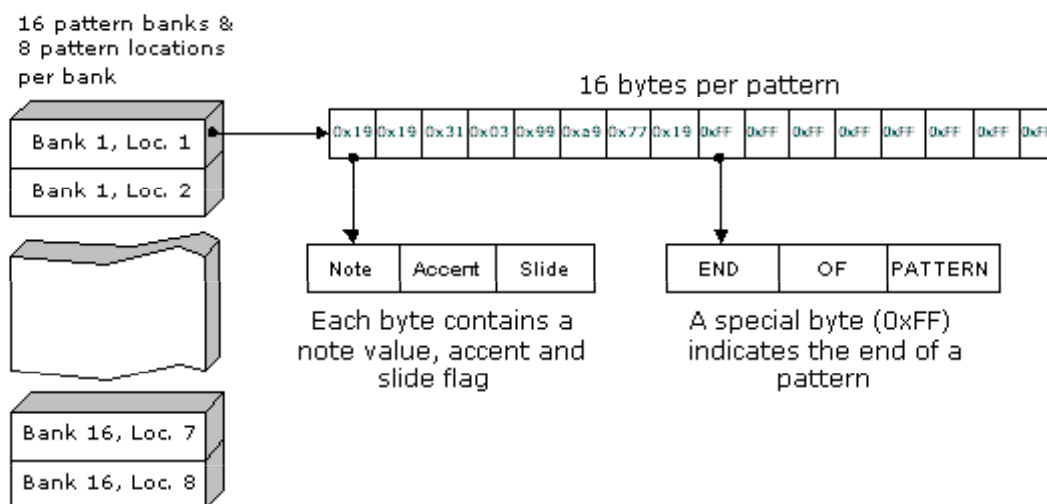 16 pattern banks &
8 pattern locations
per bank
16 bytes per pattern
Bank 1, Loc. 1
Bank 1, Loc. 2
0x19 0x19 0x31 0x03 0x99 0xa9 0x77 0x19 0xFF 0xFF 0xFF 0xFF 0xFF 0xFF 0xFF 0xFF
Note Accent Slide
END OF PATTERN
Each byte contains a
note value, accent and
slide flag
A special byte (0xFF)
indicates the end of a
pattern
Bank 16, Loc. 7
Bank 16, Loc. 8